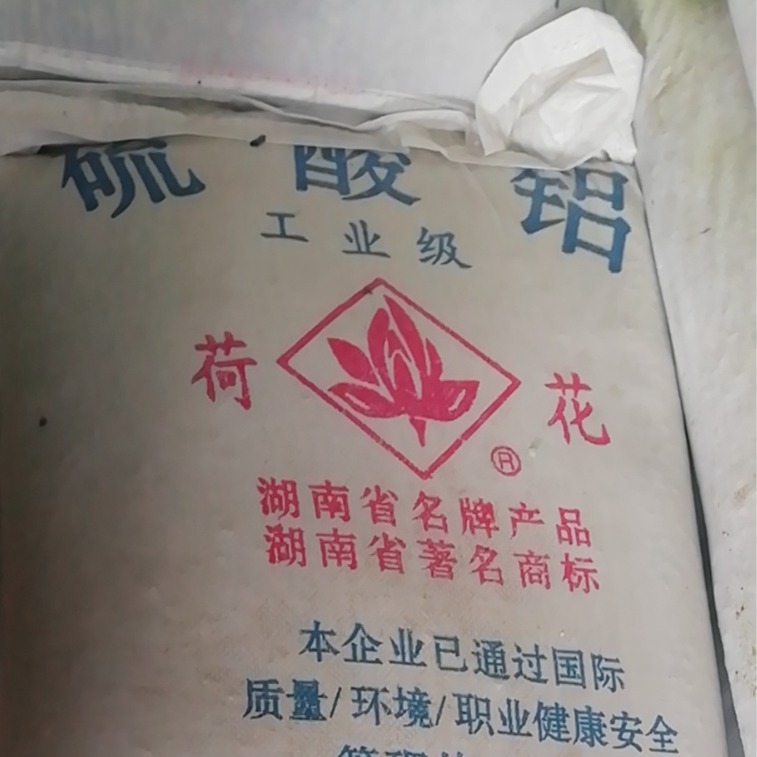 硫酸铝
工业级
荷花
®
湖南省名牌产品
湖南省著名商标
本企业已通过国际
质量/环境/职业健康安全